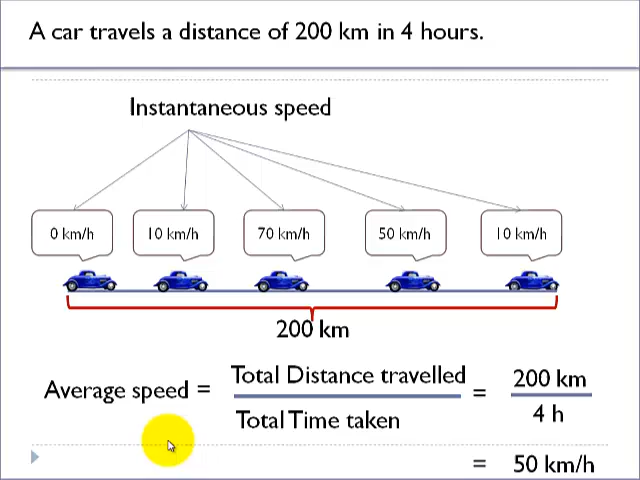 A car travels a distance of 200 km in 4 hours.
Instantaneous speed
0 km/h 10 km/h 70 km/h 50 km/h 10 km/h
200 km
Average speed = Total Distance travelled = 200 km
Total Time taken 4 h
= 50 km/h